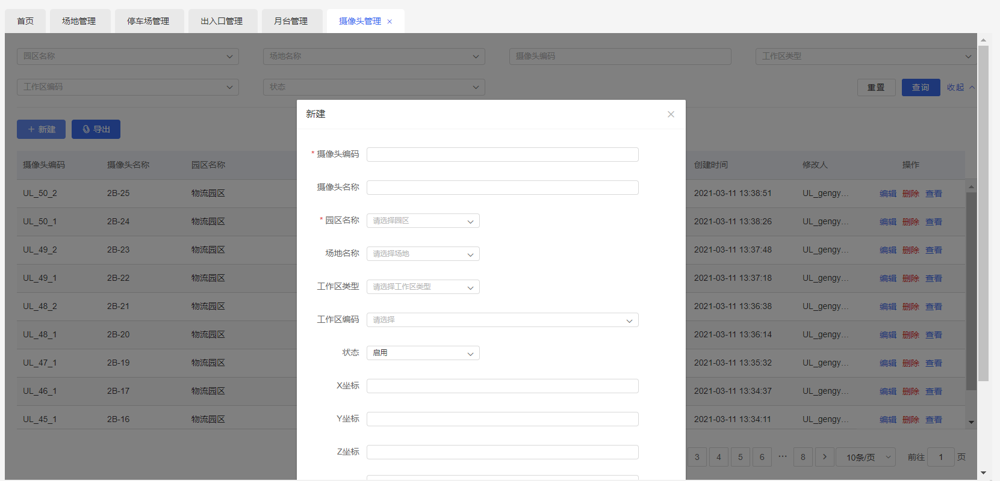 首页 场地管理 停车场管理 出入口管理 月台管理 摄像头管理 ×
园区名称 场地名称 摄像头编码 工作区类型
工作区编码 状态 重置 查询 收起
新建 ×
+ 新建 导出
* 摄像头编码
摄像头编码 摄像头名称 园区名称 创建时间 修改人 操作
摄像头名称
UL_50_2 2B-25 物流园区 2021-03-11 13:38:51 UL_gengy... 编辑 删除 查看
* 园区名称 请选择园区
UL_50_1 2B-24 物流园区 2021-03-11 13:38:26 UL_gengy... 编辑 删除 查看
场地名称 请选择场地
UL_49_2 2B-23 物流园区 2021-03-11 13:37:48 UL_gengy... 编辑 删除 查看
UL_49_1 2B-22 物流园区 2021-03-11 13:37:18 UL_gengy... 编辑 删除 查看
工作区类型 请选择工作区类型
UL_48_2 2B-21 物流园区 2021-03-11 13:36:38 UL_gengy... 编辑 删除 查看
工作区编码 请选择
UL_48_1 2B-20 物流园区 2021-03-11 13:36:14 UL_gengy... 编辑 删除 查看
状态 启用
UL_47_1 2B-19 物流园区 2021-03-11 13:35:32 UL_gengy... 编辑 删除 查看
X坐标
UL_46_1 2B-17 物流园区 2021-03-11 13:34:37 UL_gengy... 编辑 删除 查看
Y坐标
UL_45_1 2B-16 物流园区 2021-03-11 13:34:11 UL_gengy... 编辑 删除 查看
Z坐标
3 4 5 6 ... 8 > 10条/页 前往 1 页